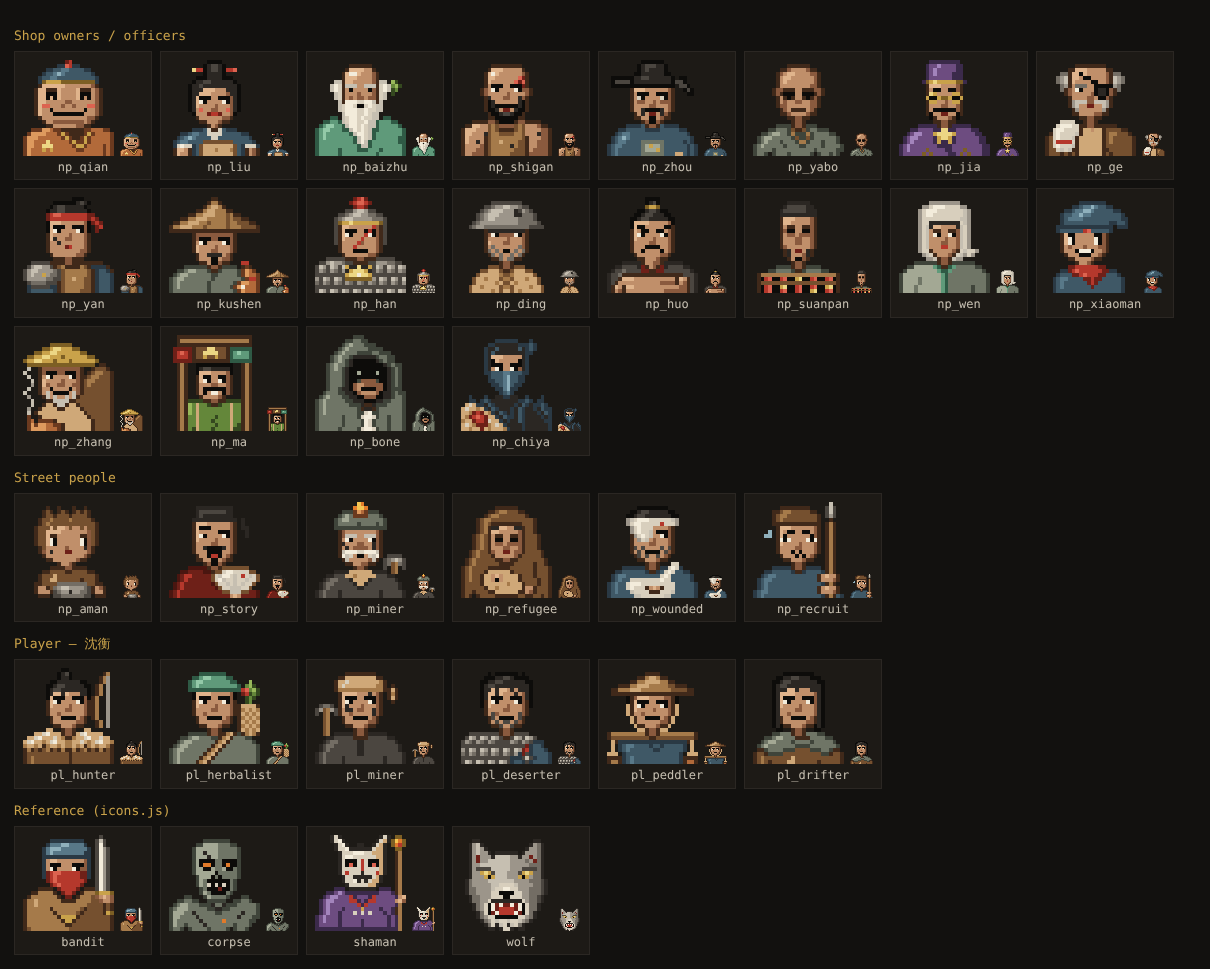 Shop owners / officers
np_qian np_liu np_baizhu np_shigan np_zhou np_yabo np_jia np_ge
np_yan np_kushen np_han np_ding np_huo np_suanpan np_wen np_xiaoman
np_zhang np_ma np_bone np_chiya
Street people
np_aman np_story np_miner np_refugee np_wounded np_recruit
Player — 沈衡
pl_hunter pl_herbalist pl_miner pl_deserter pl_peddler pl_drifter
Reference (icons.js)
bandit corpse shaman wolf